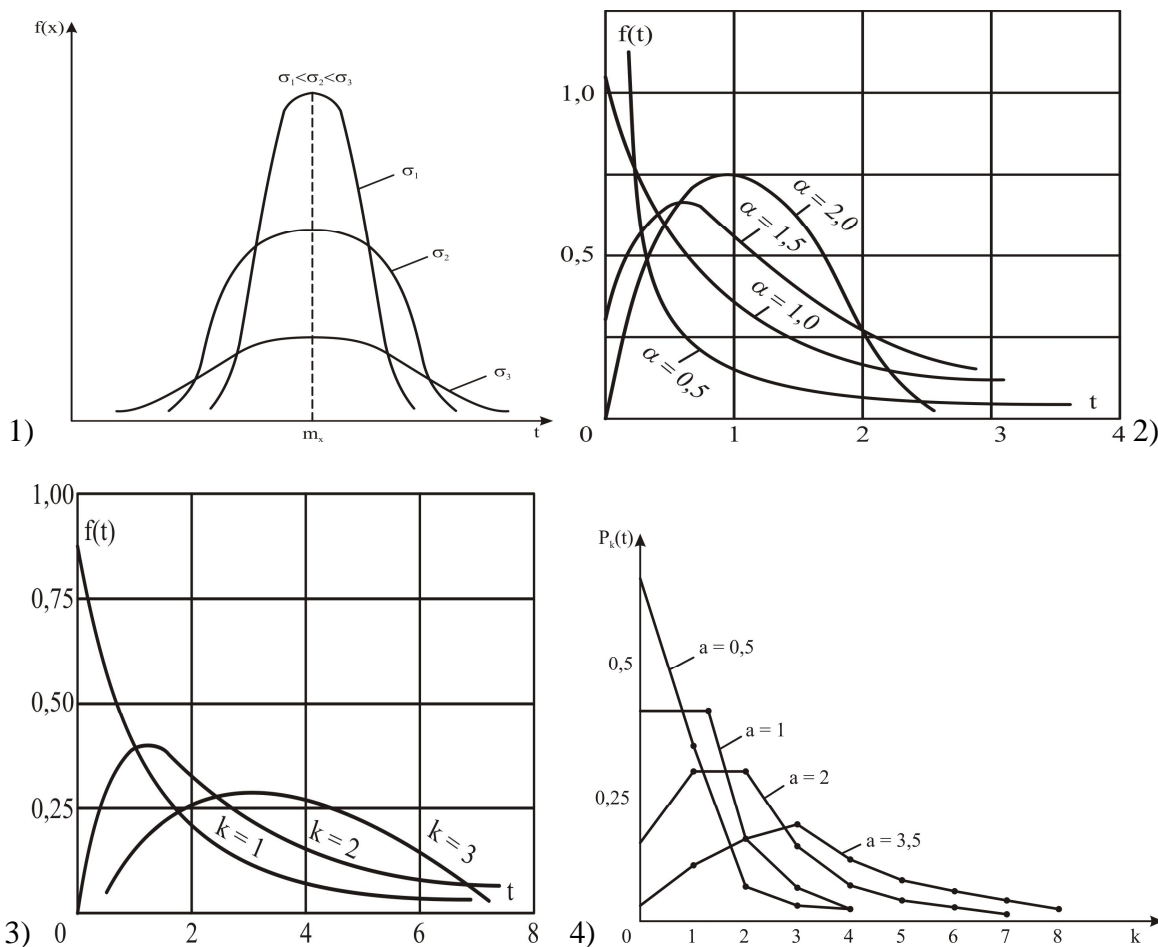 f(x)
σ₁<σ₂<σ₃
σ₁
σ₂
σ₃
1)
mₓ
t
f(t)
1,0
0,5
α = 2,0
α = 1,5
α = 1,0
α = 0,5
t
0 1 2 3 4
2)
1,00
f(t)
0,75
0,50
0,25
k = 1
k = 2
k = 3
t
3)
0 2 4 6 8
Pₖ(t)
0,5
0,25
a = 0,5
a = 1
a = 2
a = 3,5
4)
0 1 2 3 4 5 6 7 8 k